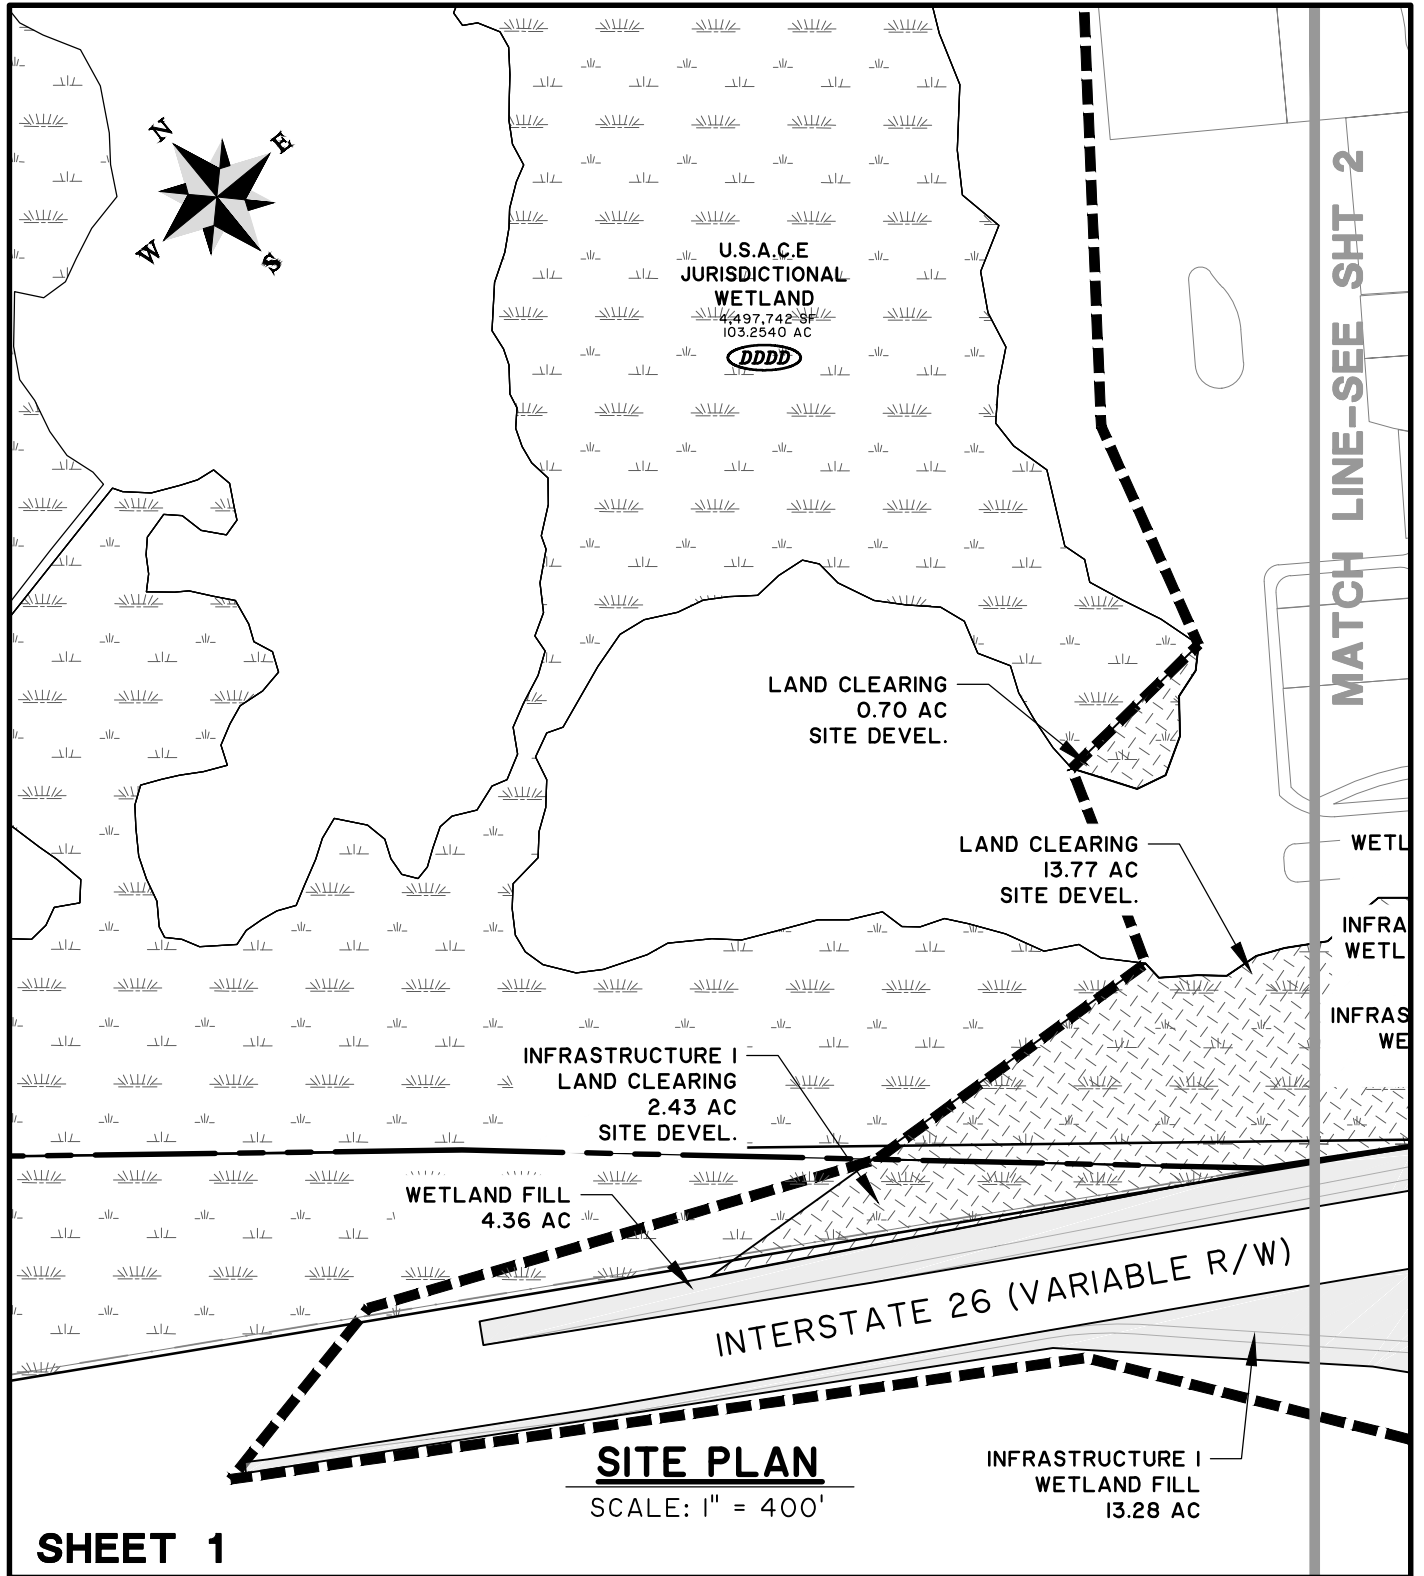 N
E
W
S
U.S.A.C.E
JURISDICTIONAL
WETLAND
4,497,742 SF
103.2540 AC
DDDD
MATCH LINE-SEE SHT 2
LAND CLEARING
0.70 AC
SITE DEVEL.
LAND CLEARING
13.77 AC
SITE DEVEL.
WETL
INFRA
WETL
INFRAS
WE
INFRASTRUCTURE I
LAND CLEARING
2.43 AC
SITE DEVEL.
WETLAND FILL
4.36 AC
INTERSTATE 26 (VARIABLE R/W)
INFRASTRUCTURE I
WETLAND FILL
13.28 AC
SITE PLAN
SCALE: 1" = 400'
SHEET 1